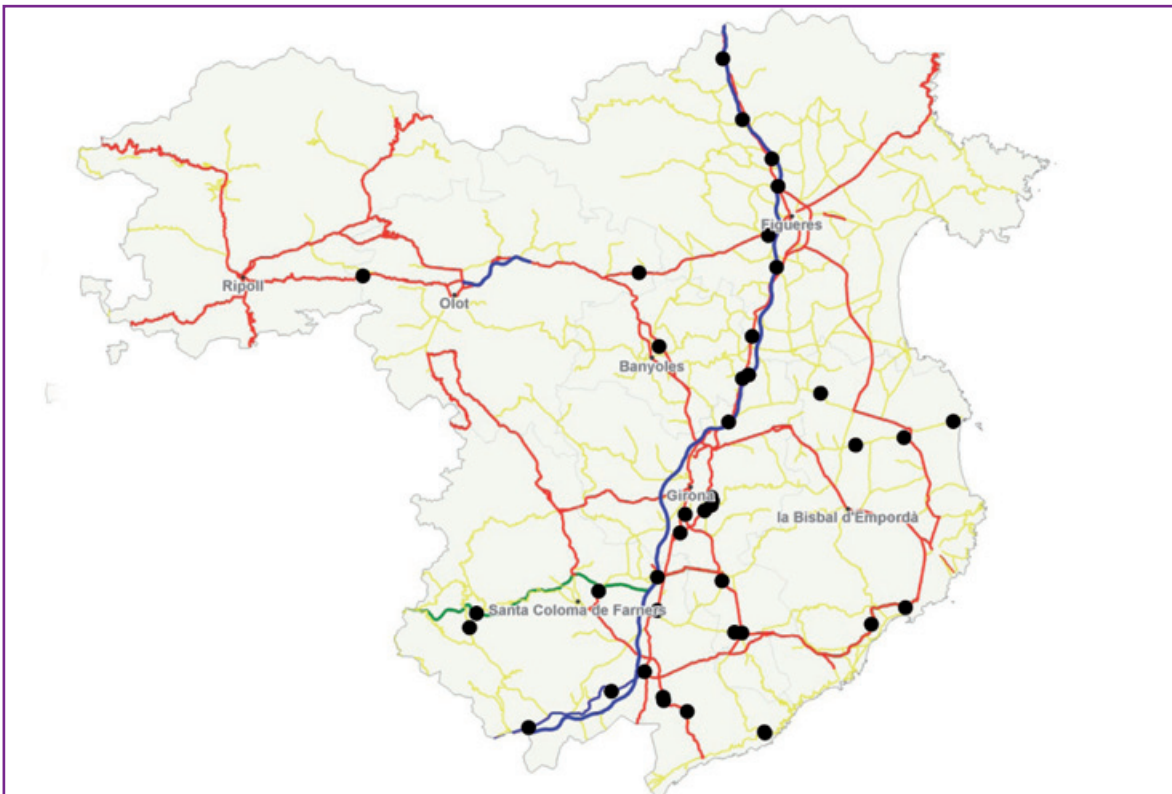 Figueres
Ripoll
Olot
Banyoles
Girona
la Bisbal d'Empordà
Santa Coloma de Farners